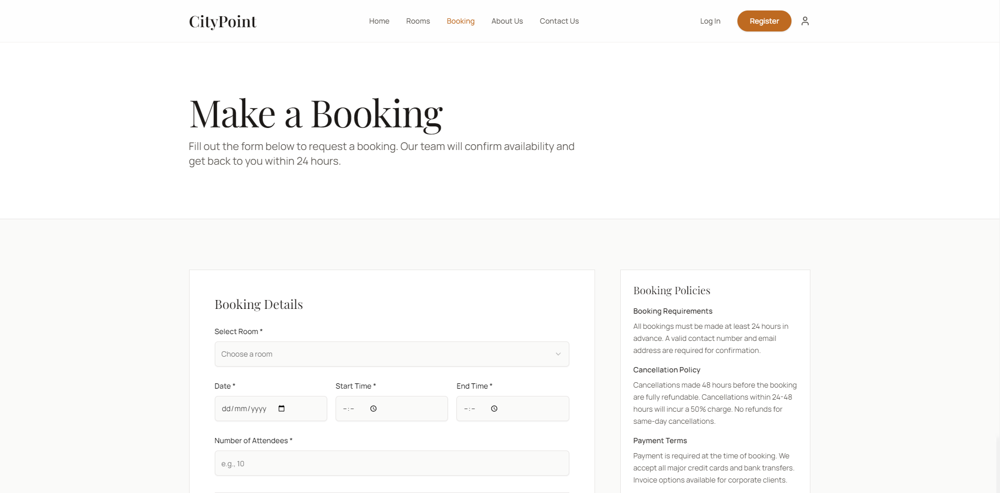 CityPoint
Home
Rooms
Booking
About Us
Contact Us
Log In
Register
Make a Booking
Fill out the form below to request a booking. Our team will confirm availability and
get back to you within 24 hours.
Booking Details
Select Room *
Choose a room
Date *
Start Time *
End Time *
dd/mm/yyyy
--:--
--:--
Number of Attendees *
e.g., 10
Booking Policies
Booking Requirements
All bookings must be made at least 24 hours in
advance. A valid contact number and email
address are required for confirmation.
Cancellation Policy
Cancellations made 48 hours before the booking
are fully refundable. Cancellations within 24-48
hours will incur a 50% charge. No refunds for
same-day cancellations.
Payment Terms
Payment is required at the time of booking. We
accept all major credit cards and bank transfers.
Invoice options available for corporate clients.